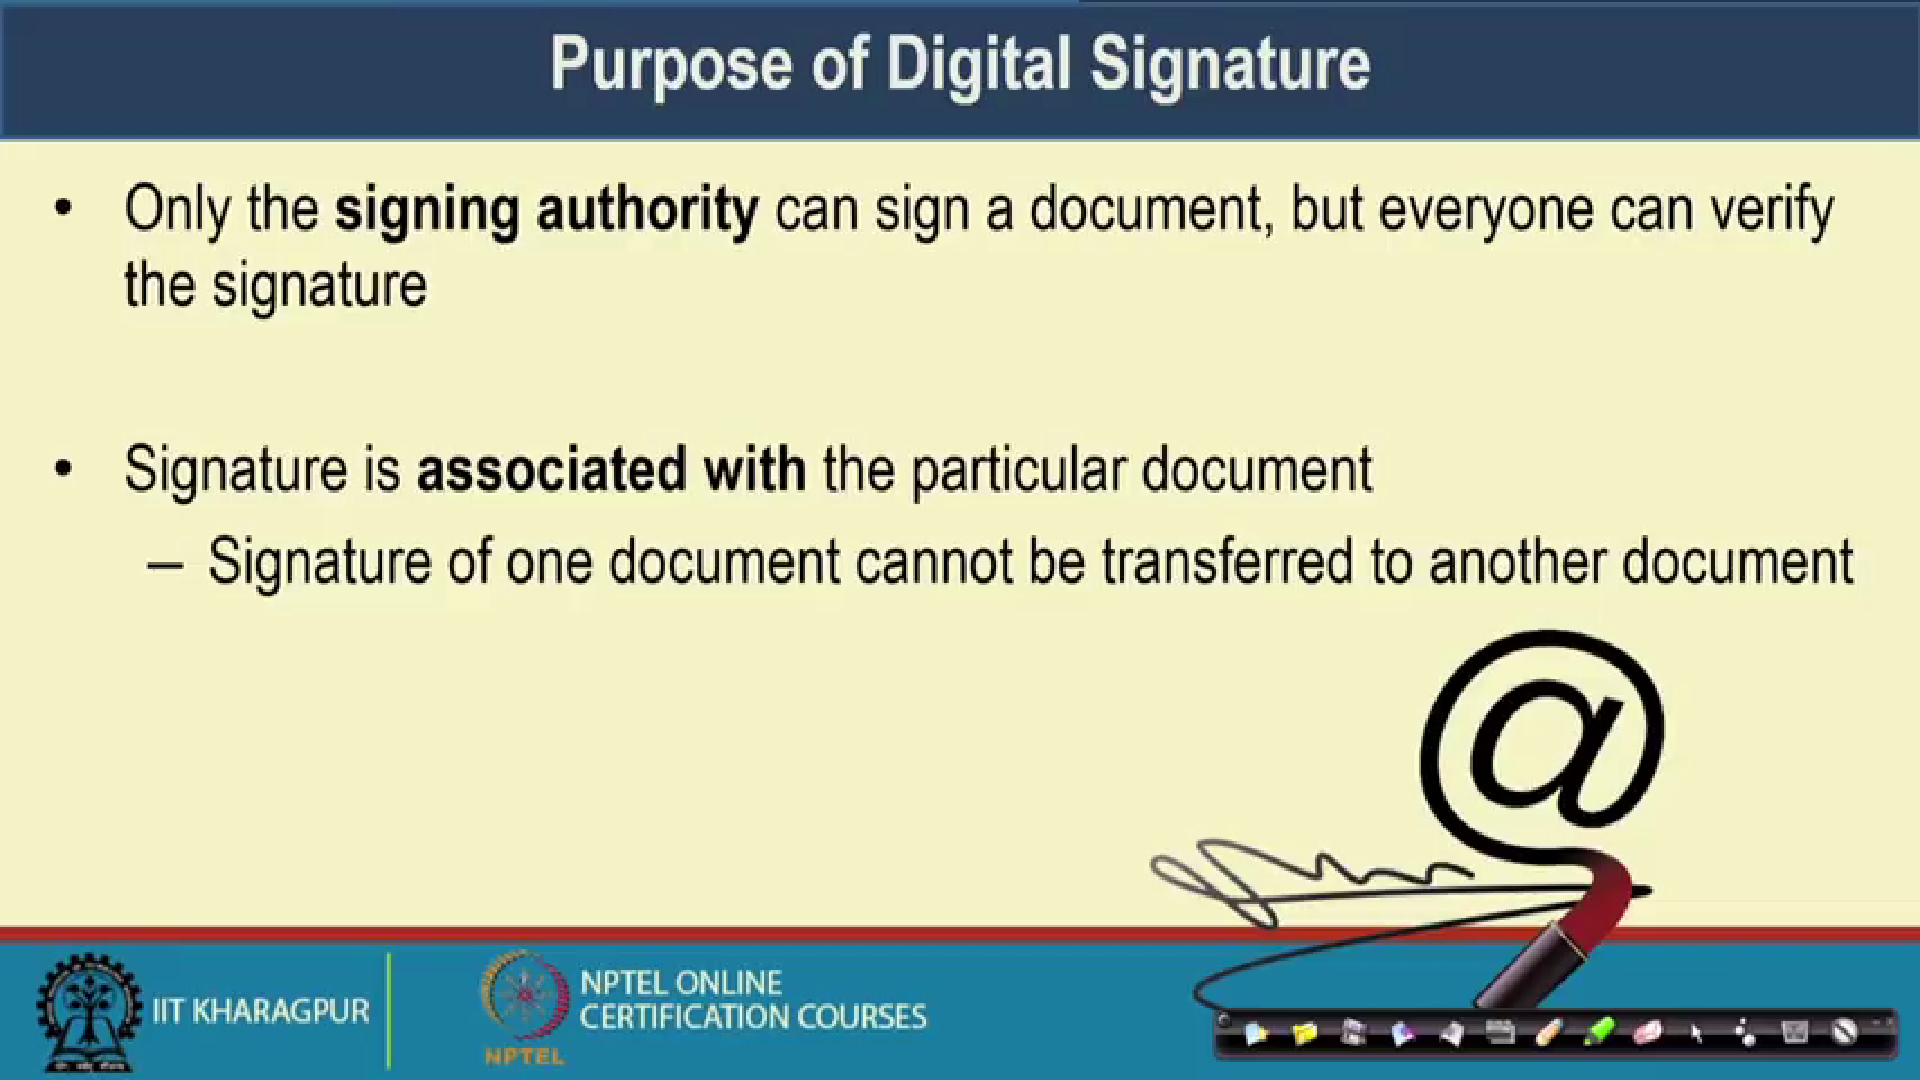 Purpose of Digital Signature
• Only the signing authority can sign a document, but everyone can verify
the signature
• Signature is associated with the particular document
– Signature of one document cannot be transferred to another document
@
IIT KHARAGPUR
NPTEL ONLINE
CERTIFICATION COURSES
NPTEL